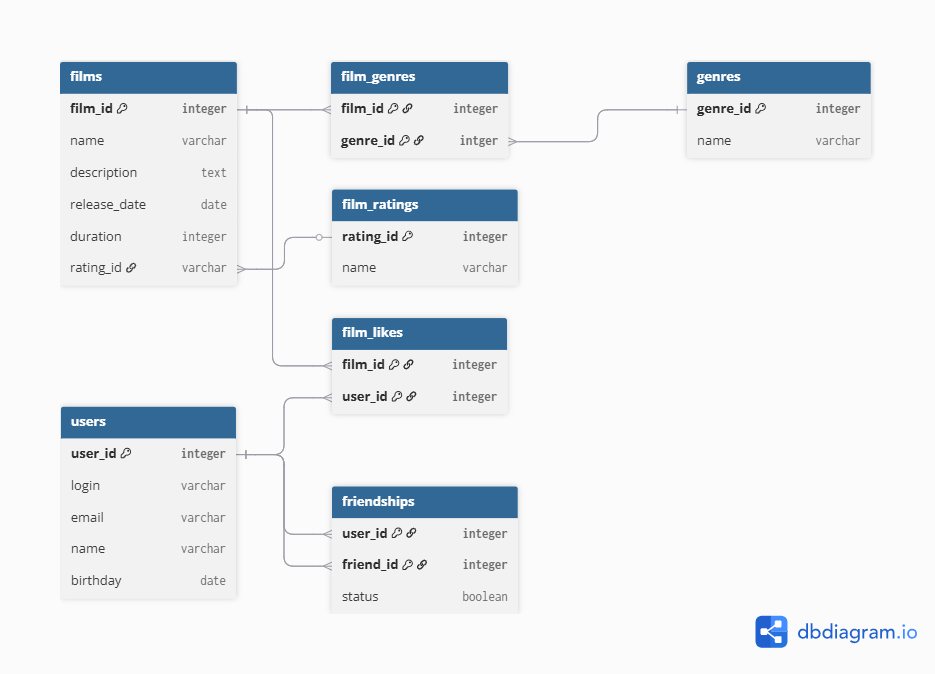 films
film_id integer
name varchar
description text
release_date date
duration integer
rating_id varchar
film_genres
film_id integer
genre_id intger
genres
genre_id integer
name varchar
film_ratings
rating_id integer
name varchar
film_likes
film_id integer
user_id integer
users
user_id integer
login varchar
email varchar
name varchar
birthday date
friendships
user_id integer
friend_id integer
status boolean
dbdiagram.io